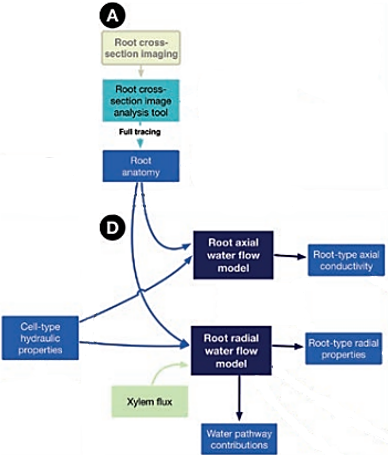 A
Root cross-
section imaging
Root cross-
section image
analysis tool
Full tracing
Root
anatomy
D
Root axial
water flow
model
Root-type axial
conductivity
Cell-type
hydraulic
properties
Root radial
water flow
model
Root-type radial
properties
Xylem flux
Water pathway
contributions